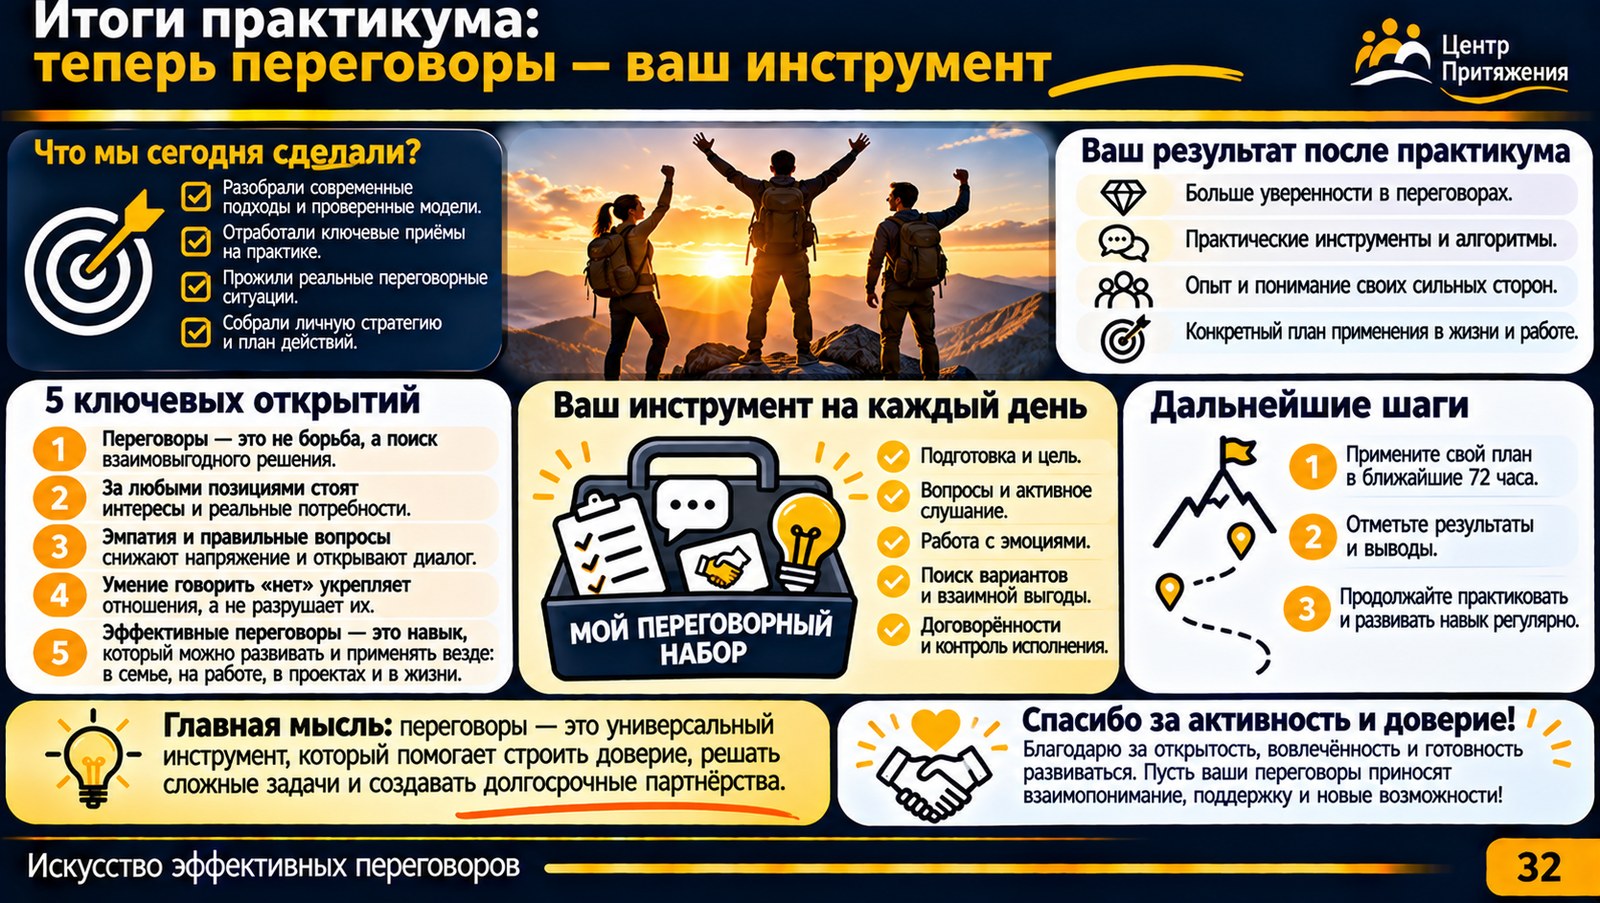 Итоги практикума:
теперь переговоры — ваш инструмент
Центр
Притяжения
Что мы сегодня сделали?
Разобрали современные
подходы и проверенные модели.
Отработали ключевые приёмы
на практике.
Прожили реальные переговорные
ситуации.
Собрали личную стратегию
и план действий.
Ваш результат после практикума
Больше уверенности в переговорах.
Практические инструменты и алгоритмы.
Опыт и понимание своих сильных сторон.
Конкретный план применения в жизни и работе.
5 ключевых открытий
1
Переговоры — это не борьба, а поиск
взаимовыгодного решения.
2
За любыми позициями стоят
интересы и реальные потребности.
3
Эмпатия и правильные вопросы
снижают напряжение и открывают диалог.
4
Умение говорить «нет» укрепляет
отношения, а не разрушает их.
5
Эффективные переговоры — это навык,
который можно развивать и применять везде:
в семье, на работе, в проектах и в жизни.
Ваш инструмент на каждый день
МОЙ ПЕРЕГОВОРНЫЙ
НАБОР
Подготовка и цель.
Вопросы и активное
слушание.
Работа с эмоциями.
Поиск вариантов
и взаимной выгоды.
Договорённости
и контроль исполнения.
Дальнейшие шаги
1
Примените свой план
в ближайшие 72 часа.
2
Отметьте результаты
и выводы.
3
Продолжайте практиковать
и развивать навык регулярно.
Главная мысль: переговоры — это универсальный
инструмент, который помогает строить доверие, решать
сложные задачи и создавать долгосрочные партнёрства.
Спасибо за активность и доверие!
Благодарю за открытость, вовлечённость и готовность
развиваться. Пусть ваши переговоры приносят
взаимопонимание, поддержку и новые возможности!
Искусство эффективных переговоров
32